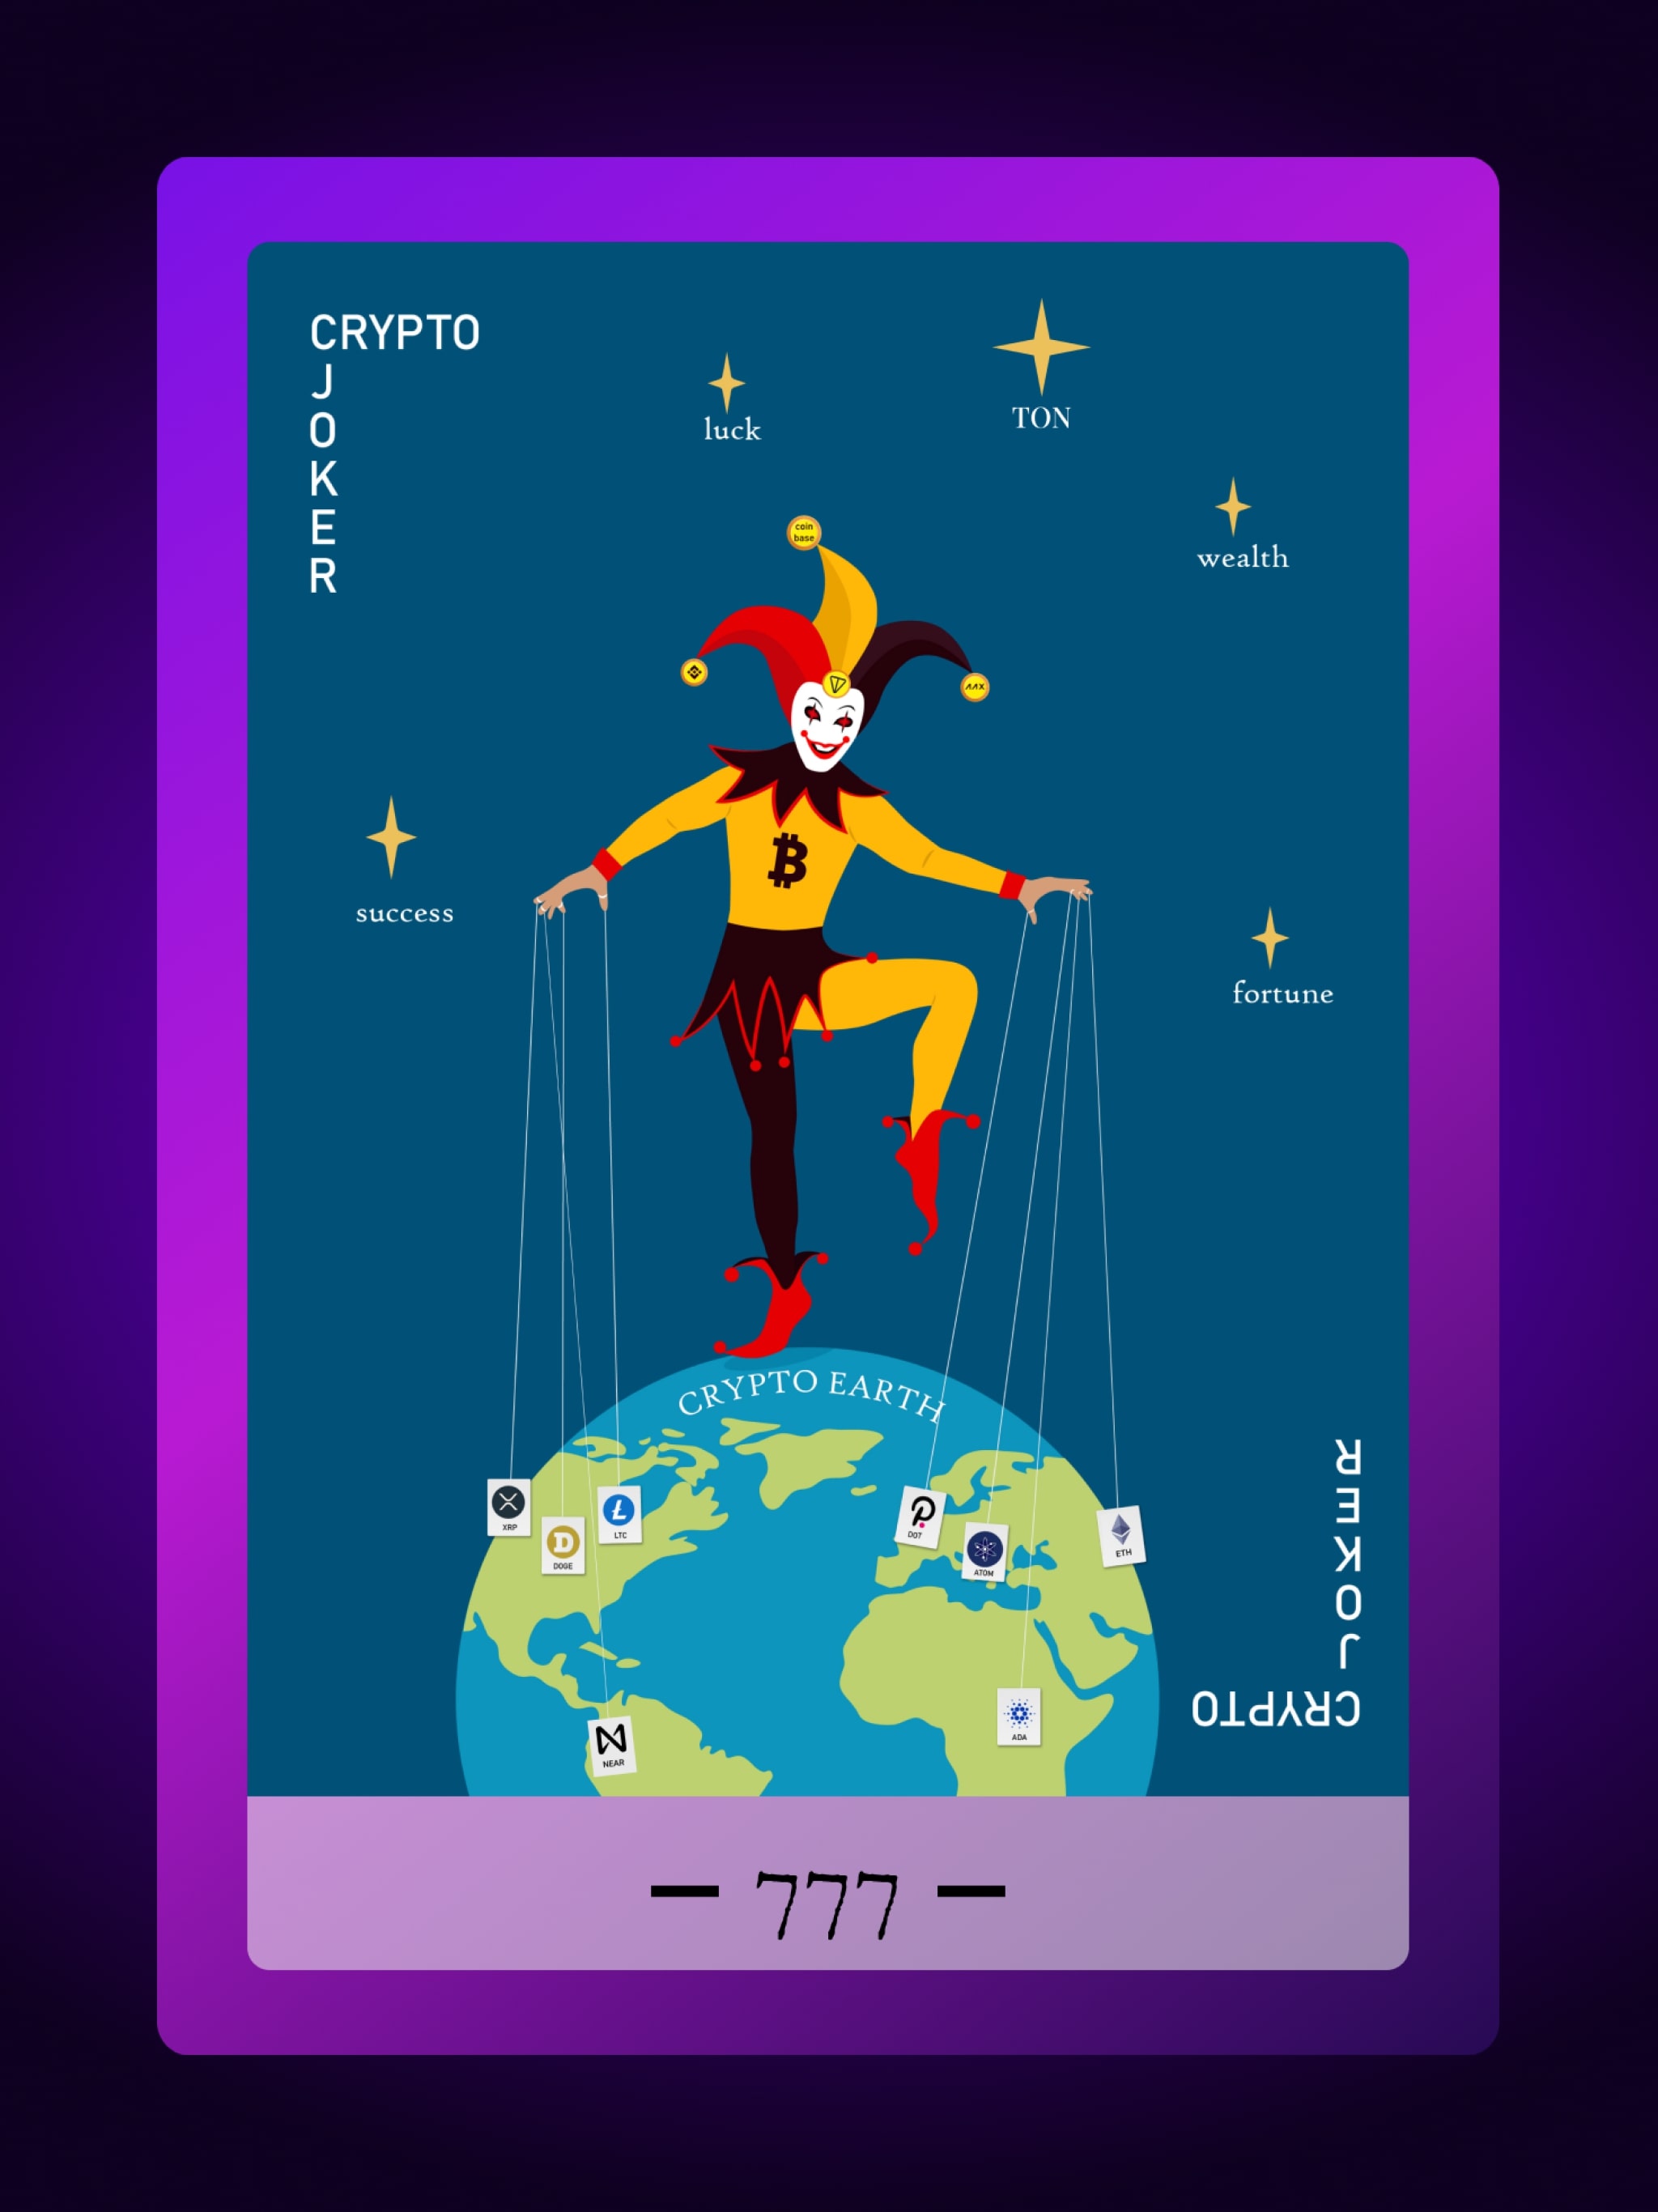 CRYPTO
J
O
K
E
R
luck
TON
wealth
coin
base
AAX
B
success
fortune
CRYPTO EARTH
XRP
DOGE
LTC
DOT
ATOM
ETH
NEAR
ADA
CRYPTO
J
O
K
E
R
— 777 —